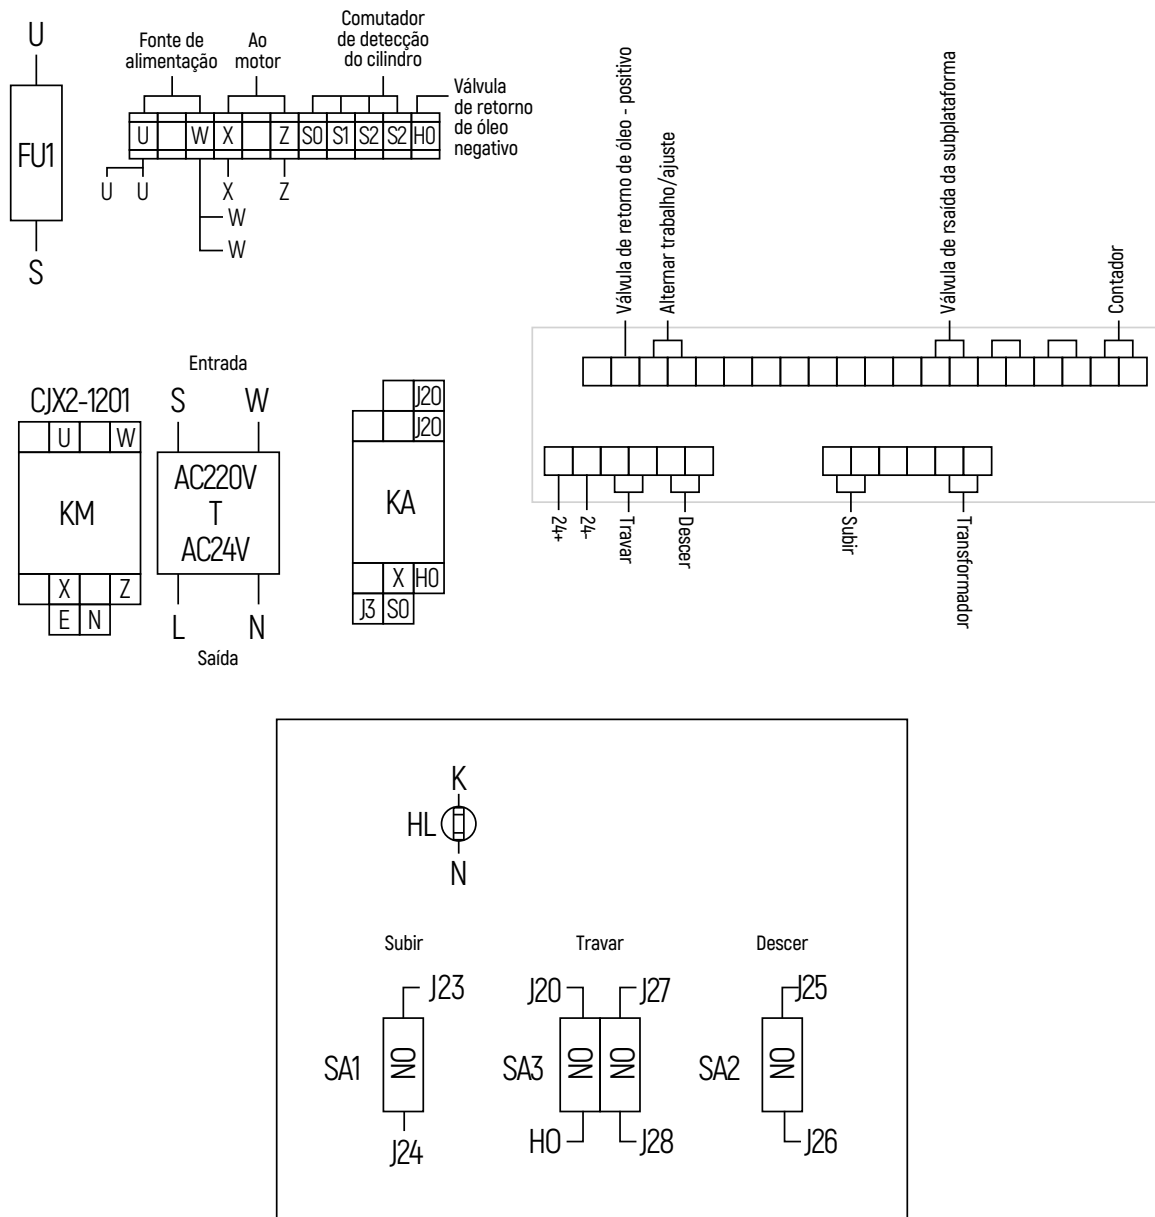 U
FU1
S
Fonte de
alimentação
Ao
motor
Comutador
de detecção
do cilindro
Válvula
de retorno
de óleo
negativo
U W X Z S0 S1 S2 S2 H0
U U X Z
W
W
Válvula de retorno de óleo - positivo
Alternar trabalho/ajuste
Válvula de rsaída da subplataforma
Contador
24+
24-
Travar
Descer
Subir
Transformador
CJX2-1201
U W
KM
X Z
E N
Entrada
S W
AC220V
T
AC24V
L N
Saída
J20
J20
KA
X H0
J3 S0
K
HL
N
Subir
J23
SA1
NO
J24
Travar
J20 J27
SA3
NO NO
H0 J28
Descer
J25
SA2
NO
J26